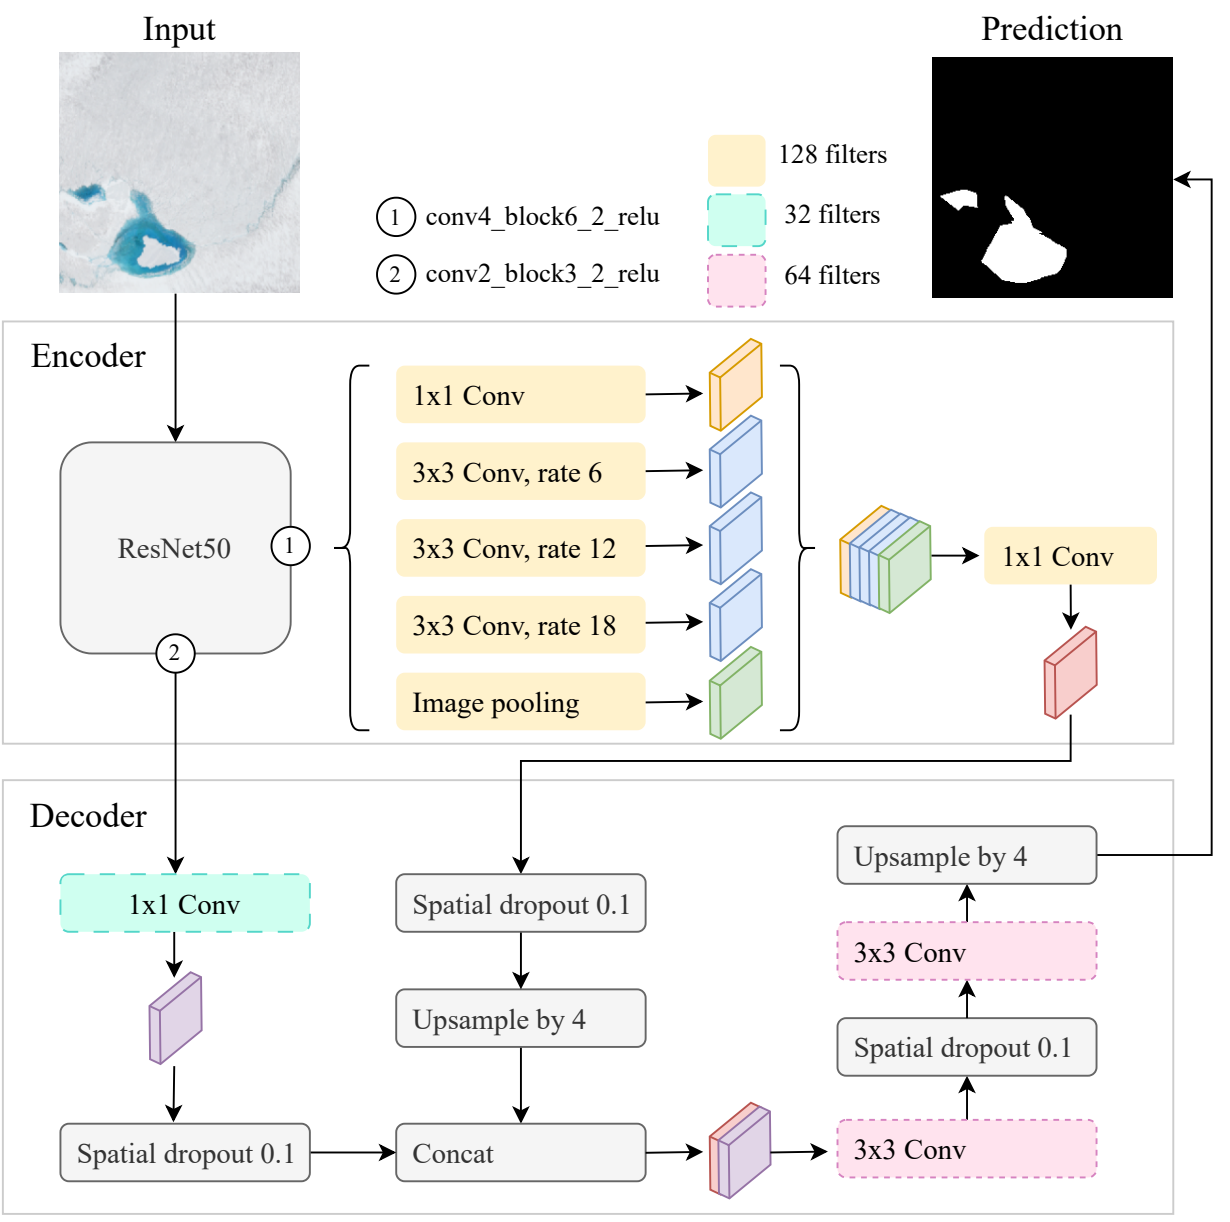 Input
Prediction
128 filters
1 conv4_block6_2_relu
32 filters
2 conv2_block3_2_relu
64 filters
Encoder
ResNet50
1
2
1x1 Conv
3x3 Conv, rate 6
3x3 Conv, rate 12
3x3 Conv, rate 18
Image pooling
1x1 Conv
Decoder
1x1 Conv
Spatial dropout 0.1
Spatial dropout 0.1
Upsample by 4
Concat
Upsample by 4
3x3 Conv
Spatial dropout 0.1
3x3 Conv